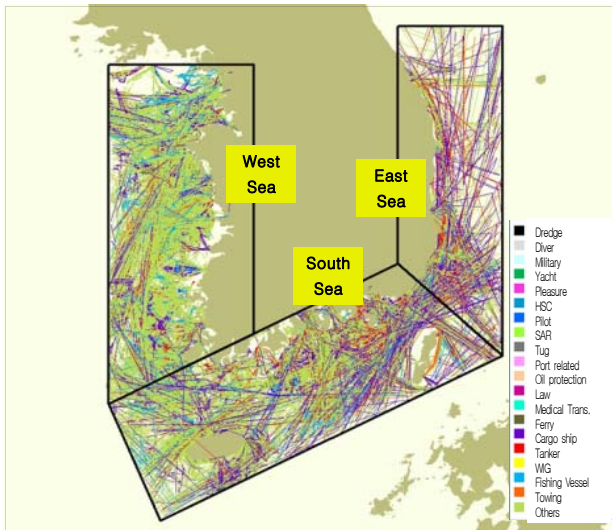 West
Sea
East
Sea
South
Sea
Dredge
Diver
Military
Yacht
Pleasure
HSC
Pilot
SAR
Tug
Port related
Oil protection
Law
Medical Trans.
Ferry
Cargo ship
Tanker
WIG
Fishing Vessel
Towing
Others